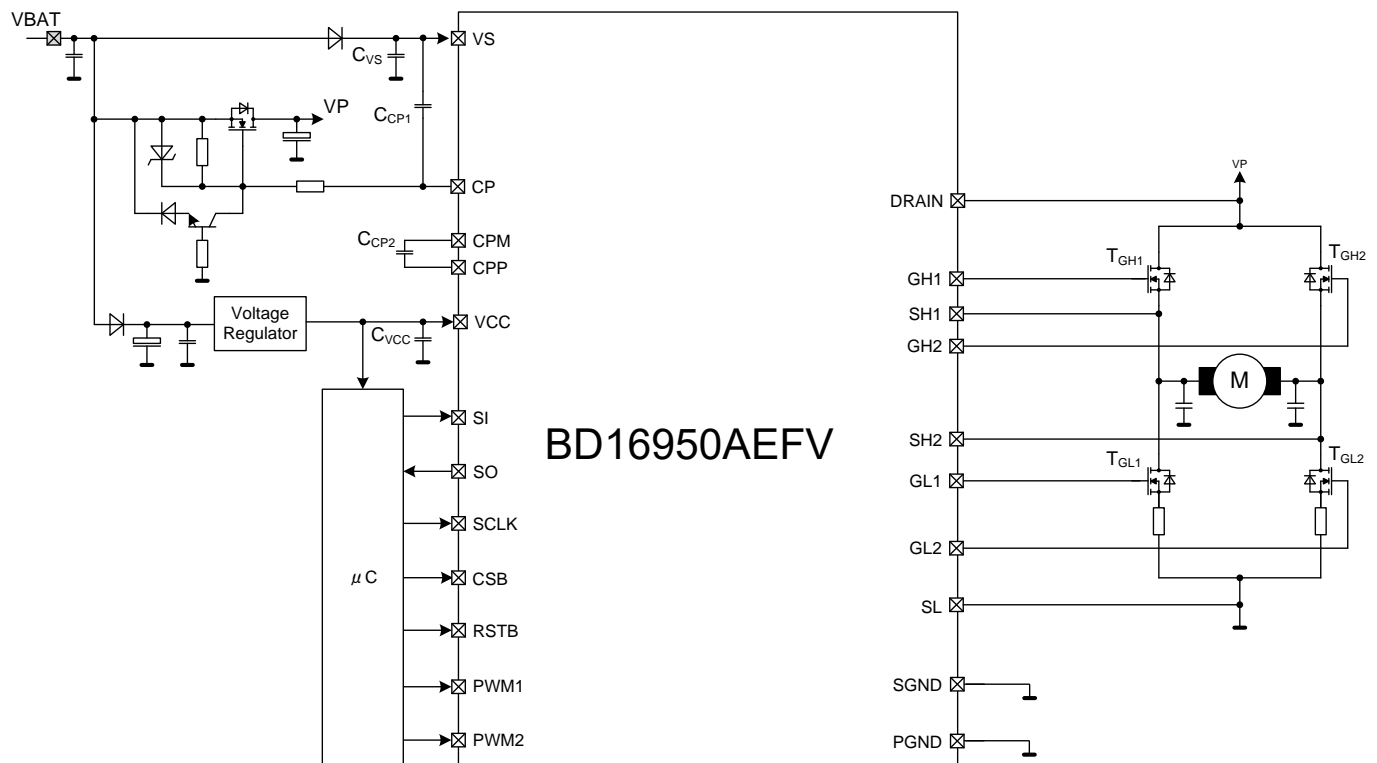 VBAT
VS
CVS
CCP1
VP
CP
CCP2
CPM
CPP
Voltage
Regulator
CVCC
VCC
SI
SO
SCLK
CSB
RSTB
PWM1
PWM2
μC
BD16950AEFV
VP
DRAIN
TGH1
TGH2
GH1
SH1
GH2
M
SH2
TGL1
TGL2
GL1
GL2
SL
SGND
PGND